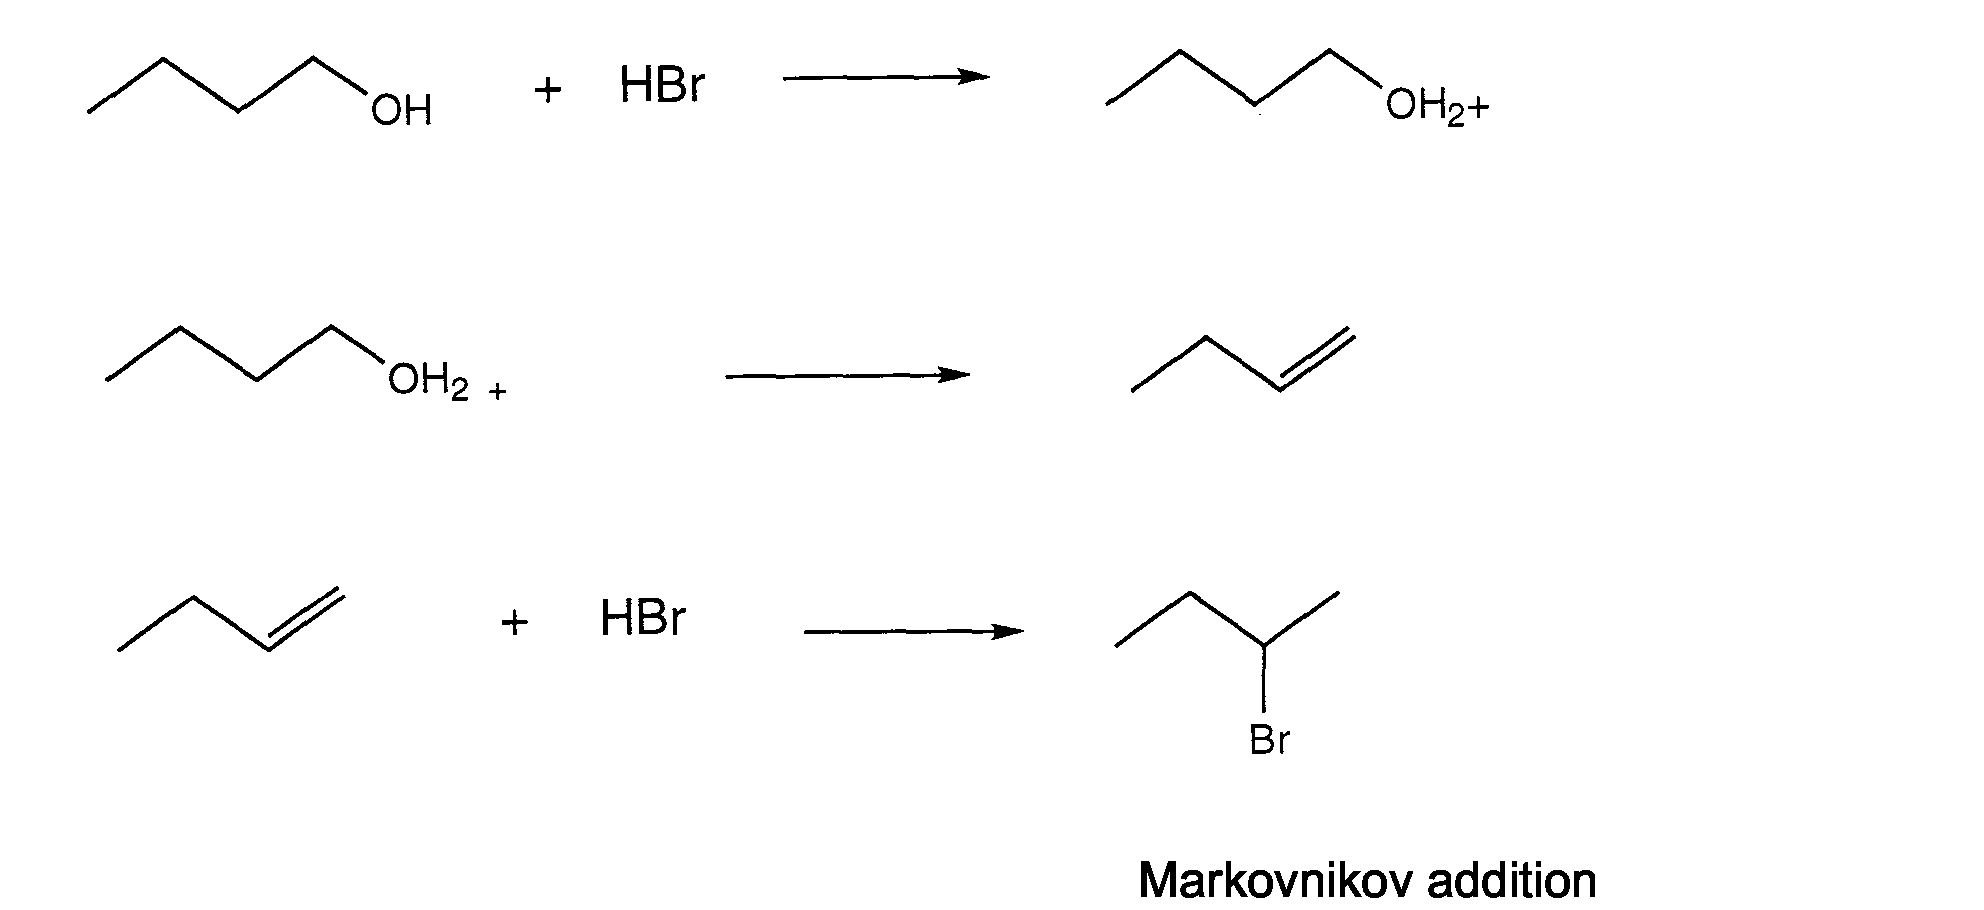 OH + HBr OH₂+
OH₂ +
+ HBr
Br
Markovnikov addition